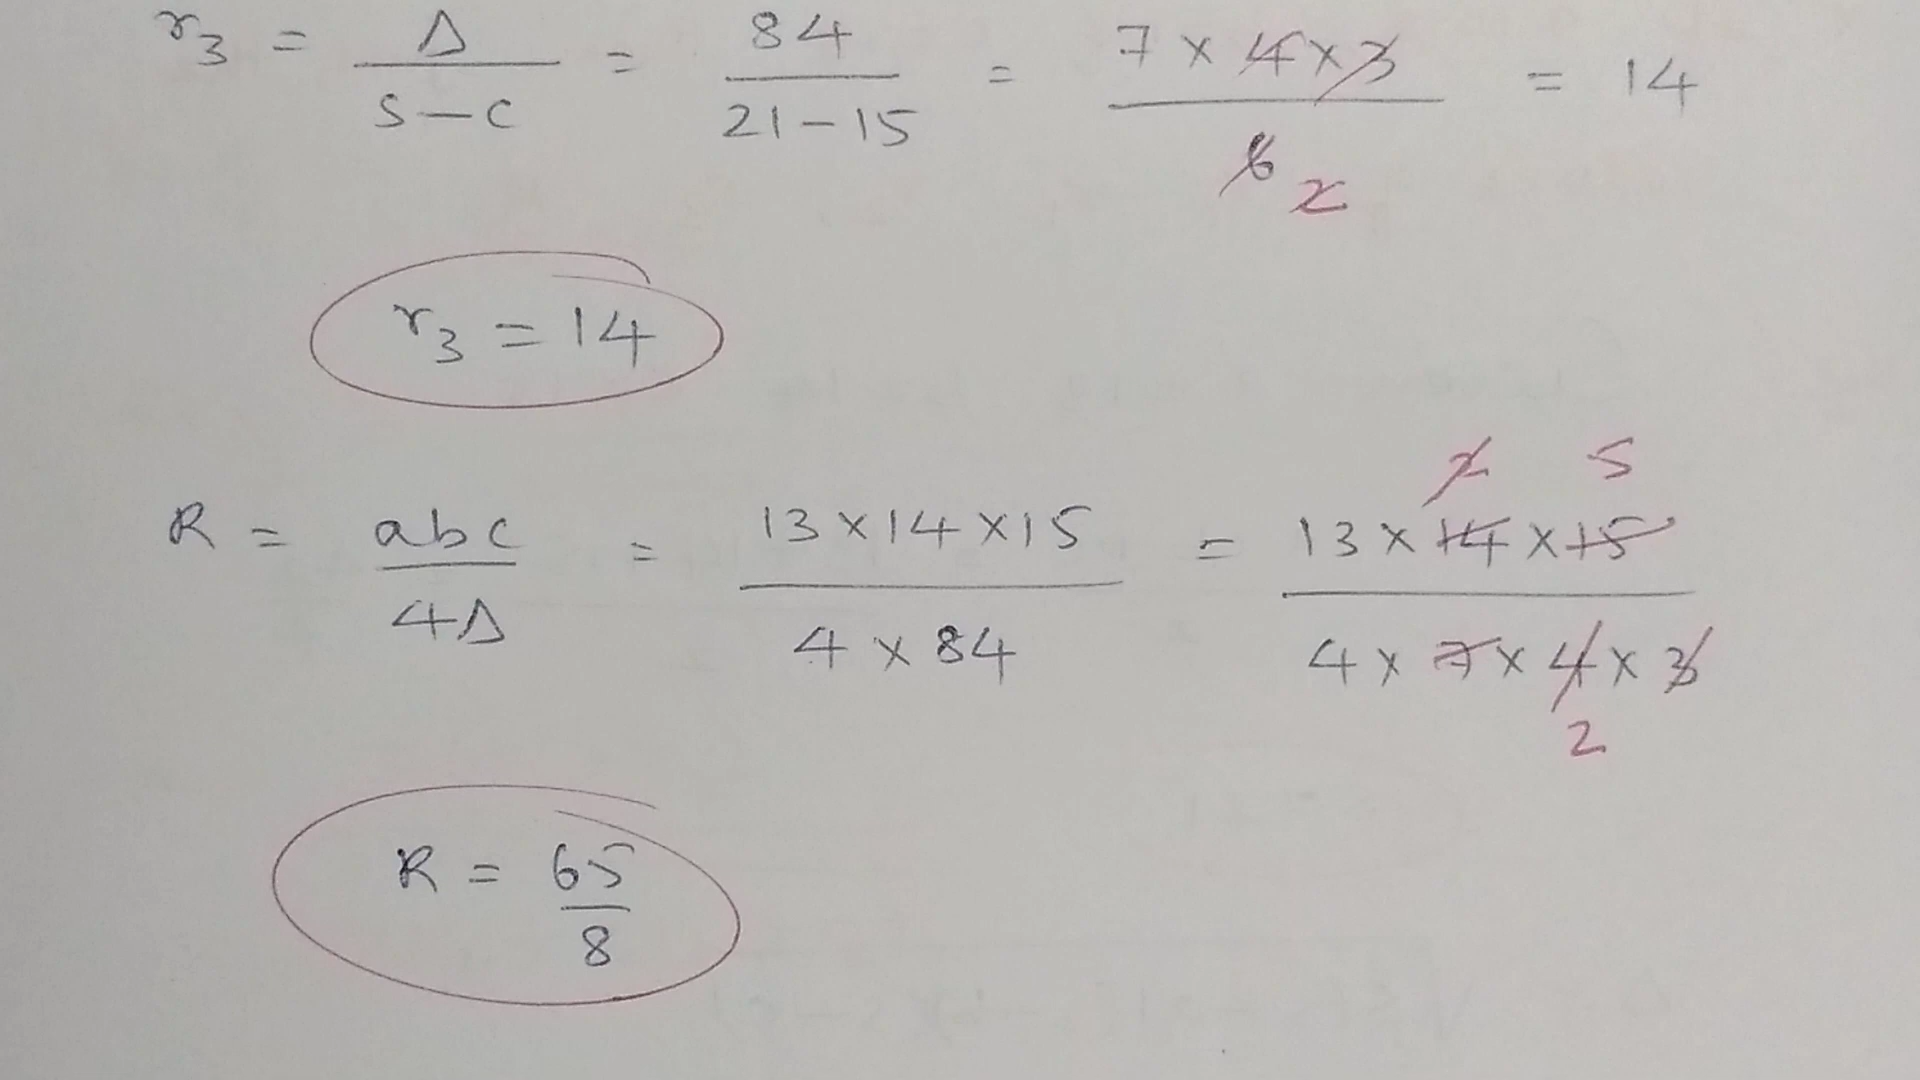 r₃ = Δ / (s - c) = 84 / (21 - 15) = (7 × 4 × 3) / 6 2 = 14
r₃ = 14
R = abc / 4Δ = (13 × 14 × 15) / (4 × 84) = (13 × 14 2 × 15 5) / (4 × 7 × 4 2 × 3)
R = 65 / 8